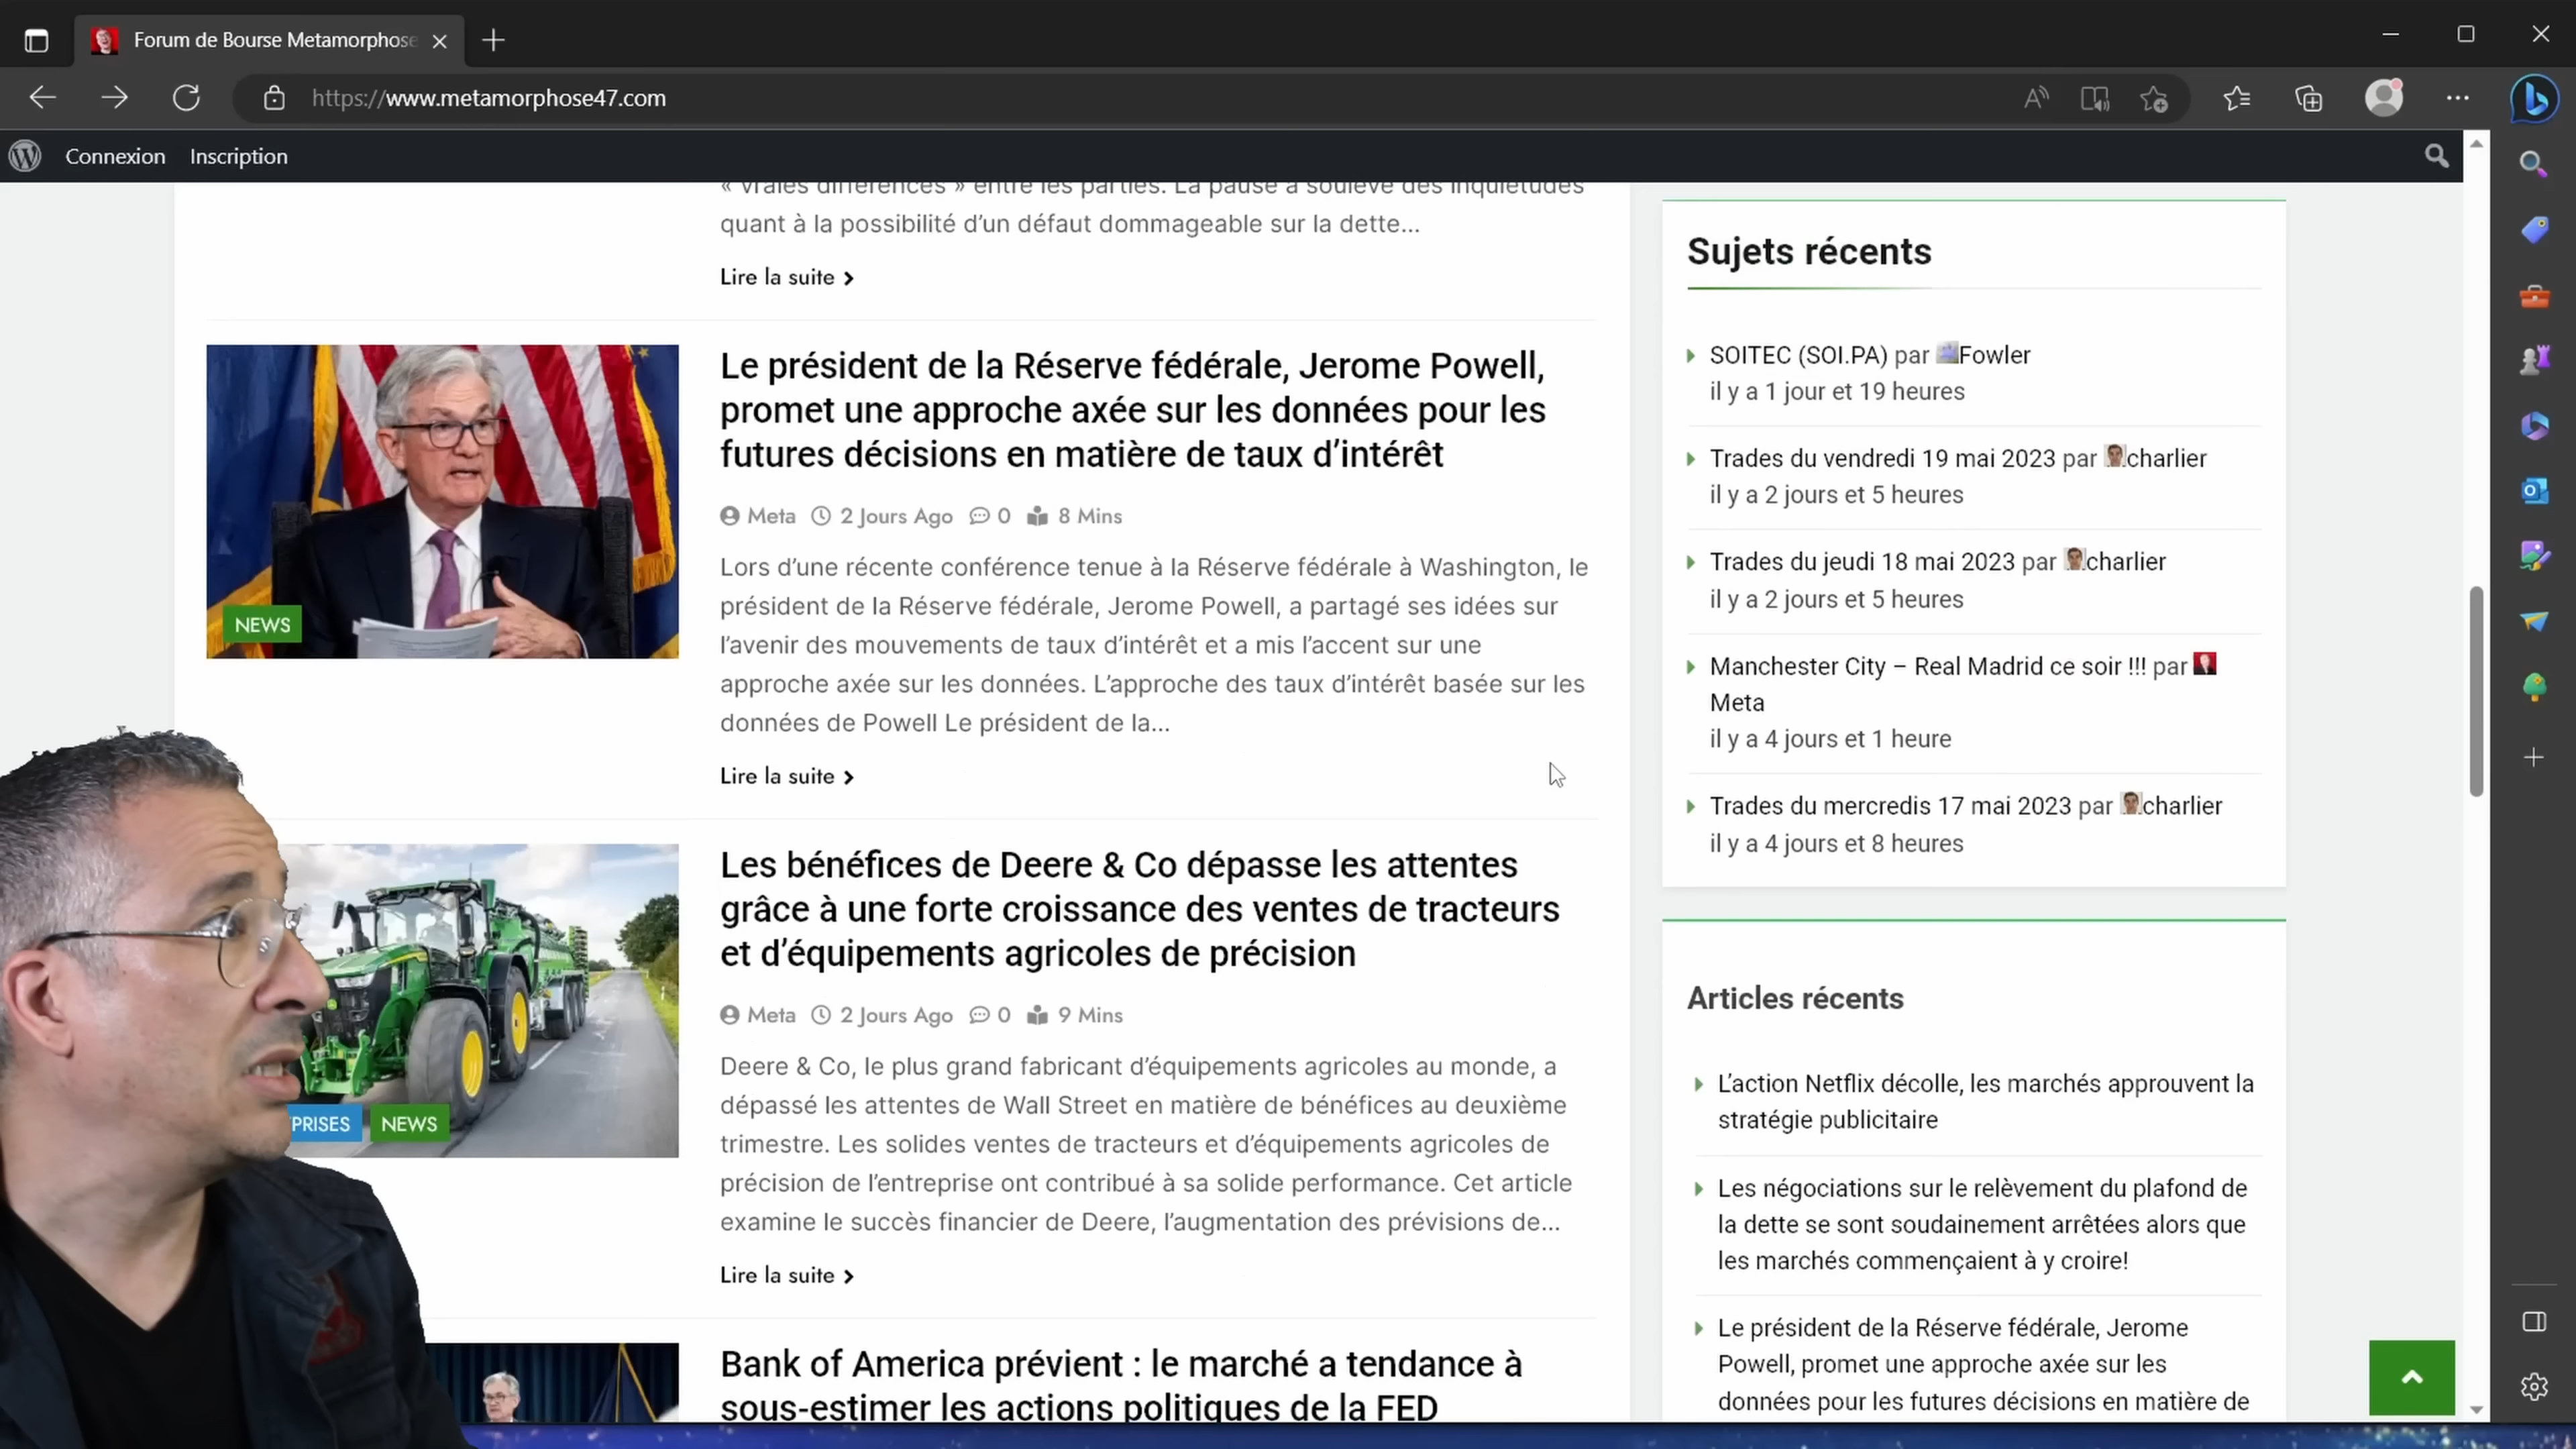 Forum de Bourse Metamorphose
https://www.metamorphose47.com
Connexion Inscription
« vraies différences » entre les parties. La pause a soulevé des inquiétudes
quant à la possibilité d’un défaut dommageable sur la dette...
Lire la suite
Le président de la Réserve fédérale, Jerome Powell,
promet une approche axée sur les données pour les
futures décisions en matière de taux d’intérêt
Meta 2 Jours Ago 0 8 Mins
Lors d’une récente conférence tenue à la Réserve fédérale à Washington, le
président de la Réserve fédérale, Jerome Powell, a partagé ses idées sur
l’avenir des mouvements de taux d’intérêt et a mis l’accent sur une
approche axée sur les données. L’approche des taux d’intérêt basée sur les
données de Powell Le président de la...
Lire la suite
NEWS
Les bénéfices de Deere & Co dépasse les attentes
grâce à une forte croissance des ventes de tracteurs
et d’équipements agricoles de précision
Meta 2 Jours Ago 0 9 Mins
Deere & Co, le plus grand fabricant d’équipements agricoles au monde, a
dépassé les attentes de Wall Street en matière de bénéfices au deuxième
trimestre. Les solides ventes de tracteurs et d’équipements agricoles de
précision de l’entreprise ont contribué à sa solide performance. Cet article
examine le succès financier de Deere, l’augmentation des prévisions de...
Lire la suite
PRISES NEWS
Bank of America prévient : le marché a tendance à
sous-estimer les actions politiques de la FED
Sujets récents
SOITEC (SOI.PA) par Fowler
il y a 1 jour et 19 heures
Trades du vendredi 19 mai 2023 par charlier
il y a 2 jours et 5 heures
Trades du jeudi 18 mai 2023 par charlier
il y a 2 jours et 5 heures
Manchester City – Real Madrid ce soir !!! par
Meta
il y a 4 jours et 1 heure
Trades du mercredis 17 mai 2023 par charlier
il y a 4 jours et 8 heures
Articles récents
L’action Netflix décolle, les marchés approuvent la
stratégie publicitaire
Les négociations sur le relèvement du plafond de
la dette se sont soudainement arrêtées alors que
les marchés commençaient à y croire!
Le président de la Réserve fédérale, Jerome
Powell, promet une approche axée sur les
données pour les futures décisions en matière de